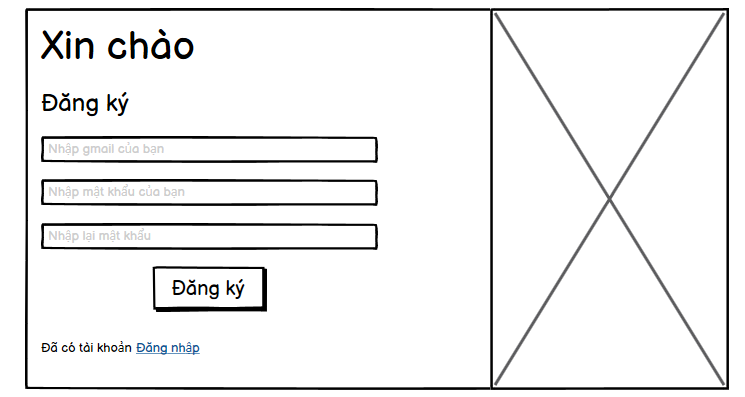 Xin chào
Đăng ký
Nhập gmail của bạn
Nhập mật khẩu của bạn
Nhập lại mật khẩu
Đăng ký
Đã có tài khoản Đăng nhập